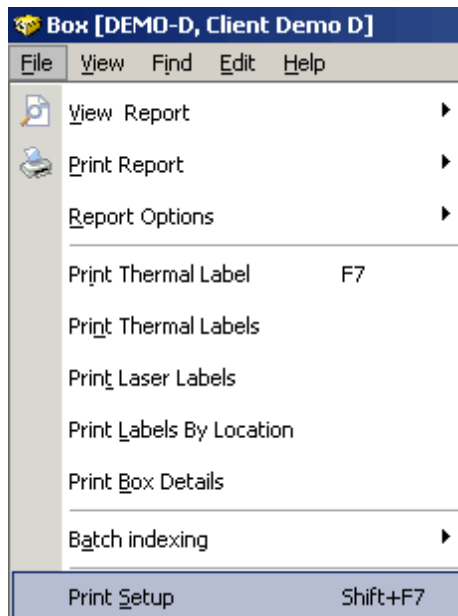 Box [DEMO-D, Client Demo D]
File View Find Edit Help
View Report
Print Report
Report Options
Print Thermal Label F7
Print Thermal Labels
Print Laser Labels
Print Labels By Location
Print Box Details
Batch indexing
Print Setup Shift+F7